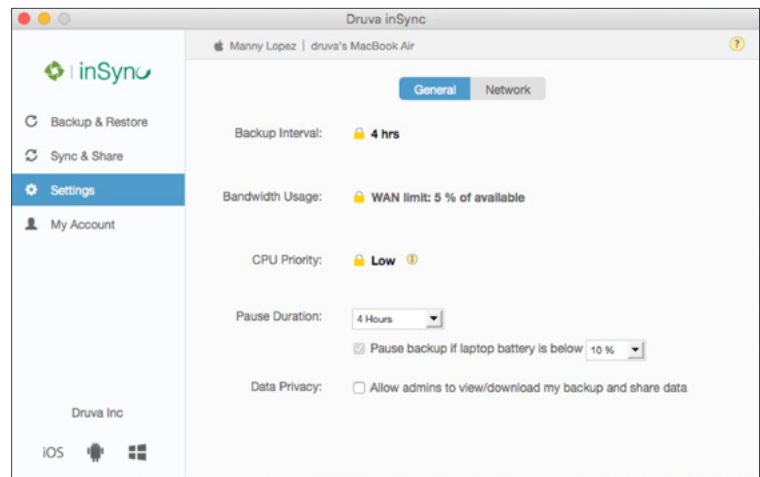 Druva inSync
Manny Lopez | druva's MacBook Air
?
inSync
General Network
Backup & Restore
Sync & Share
Settings
My Account
Backup Interval: 4 hrs
Bandwidth Usage: WAN limit: 5 % of available
CPU Priority: Low
Pause Duration: 4 Hours
Pause backup if laptop battery is below 10 %
Data Privacy: Allow admins to view/download my backup and share data
Druva Inc
iOS